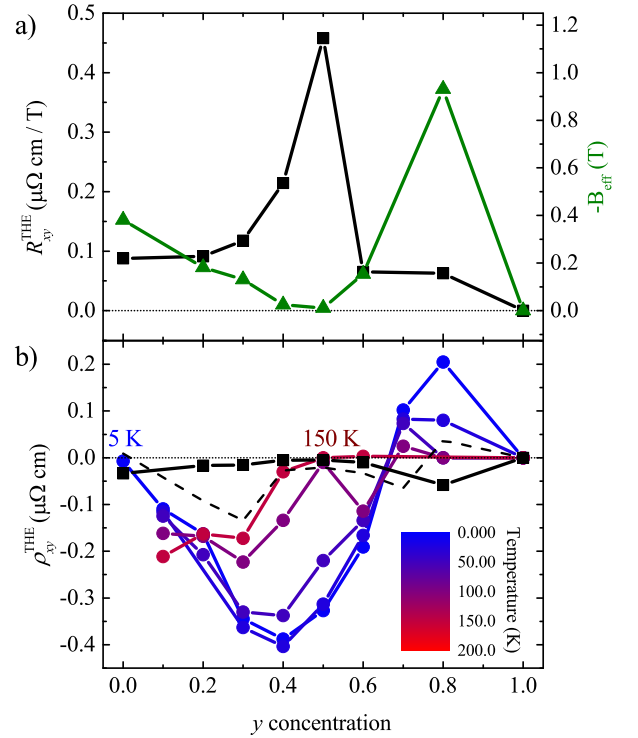 a)
0.5
0.4
0.3
0.2
0.1
0.0
R_xy^THE (μΩ cm / T)
1.2
1.0
0.8
0.6
0.4
0.2
0.0
-B_eff (T)
b)
0.2
0.1
0.0
-0.1
-0.2
-0.3
-0.4
ρ_xy^THE (μΩ cm)
5 K
150 K
0.000
50.00
100.0
150.0
200.0
Temperature (K)
0.0 0.2 0.4 0.6 0.8 1.0
y concentration